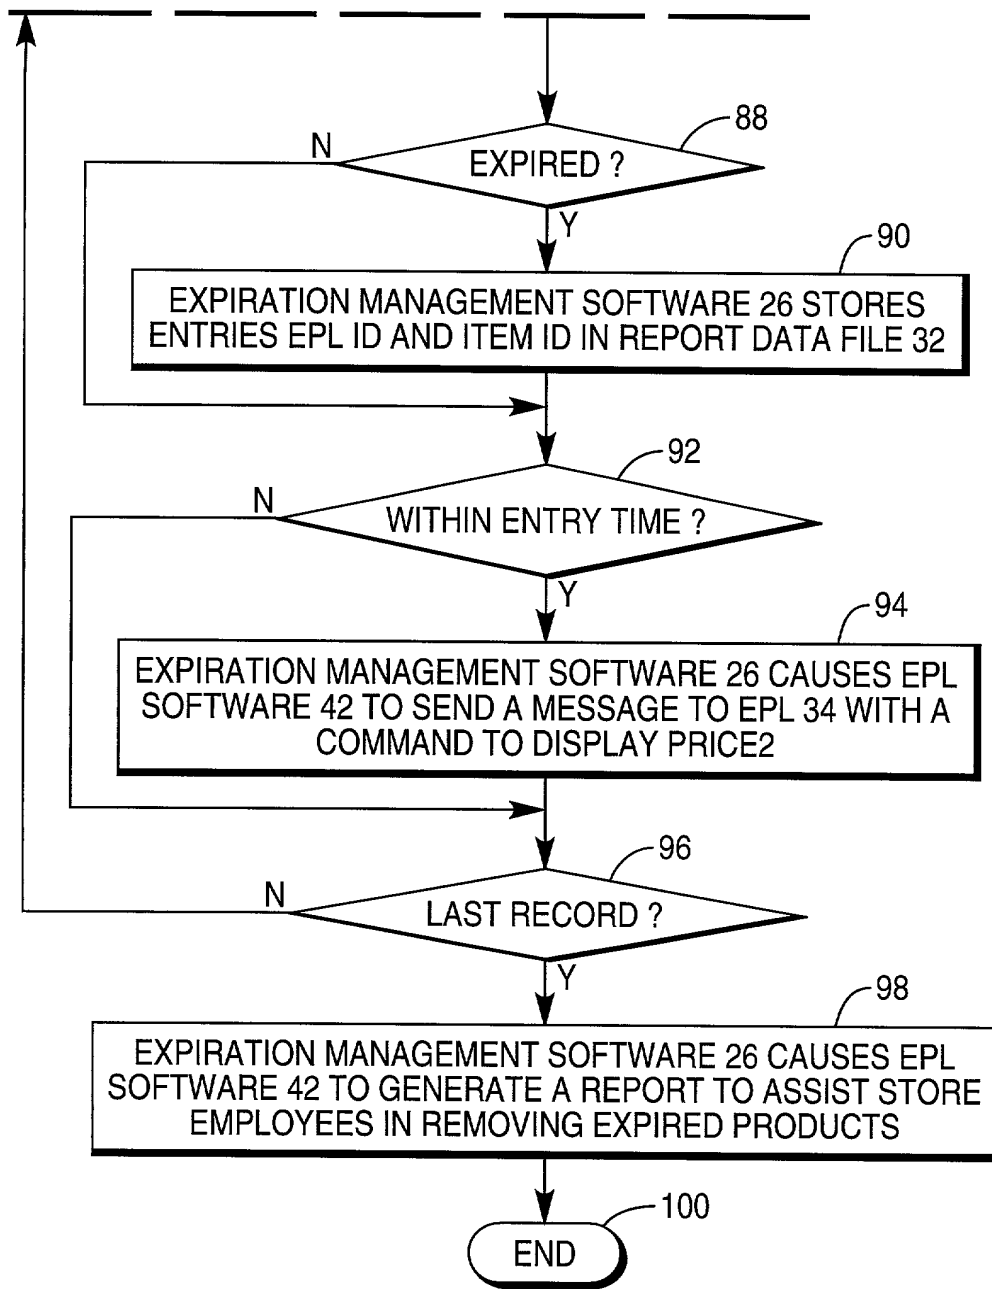 88
N
EXPIRED ?
Y
90
EXPIRATION MANAGEMENT SOFTWARE 26 STORES
ENTRIES EPL ID AND ITEM ID IN REPORT DATA FILE 32
92
N
WITHIN ENTRY TIME ?
Y
94
EXPIRATION MANAGEMENT SOFTWARE 26 CAUSES EPL
SOFTWARE 42 TO SEND A MESSAGE TO EPL 34 WITH A
COMMAND TO DISPLAY PRICE2
96
N
LAST RECORD ?
Y
98
EXPIRATION MANAGEMENT SOFTWARE 26 CAUSES EPL
SOFTWARE 42 TO GENERATE A REPORT TO ASSIST STORE
EMPLOYEES IN REMOVING EXPIRED PRODUCTS
100
END